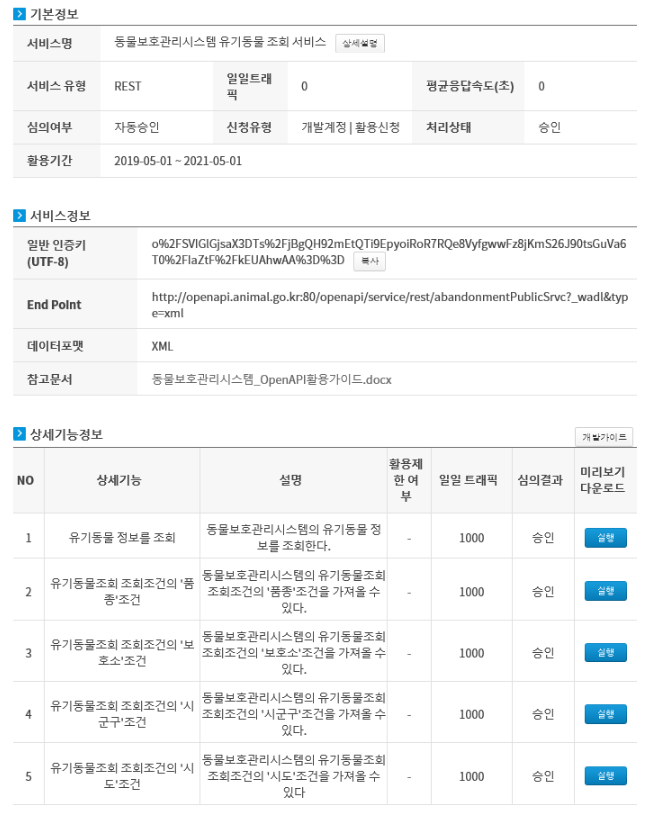 기본정보
서비스명 동물보호관리시스템 유기동물 조회 서비스 상세설명
서비스 유형 REST 일일트래
픽 0 평균응답속도(초) 0
심의여부 자동승인 신청유형 개발계정 | 활용신청 처리상태 승인
활용기간 2019-05-01 ~ 2021-05-01
서비스정보
일반 인증키
(UTF-8)
o%2FSVIGlGjsaX3DTs%2FjBgQH92mEtQTi9EpyoiRoR7RQe8VyfgwwFz8jKmS26J90tsGuVa6
T0%2FIaZtF%2FkEUAhwAA%3D%3D 복사
End Point
http://openapi.animal.go.kr:80/openapi/service/rest/abandonmentPublicSrvc?_wadl&typ
e=xml
데이터포맷 XML
참고문서 동물보호관리시스템_OpenAPI활용가이드.docx
상세기능정보 개발가이드
NO 상세기능 설명 활용제
한 여
부 일일 트래픽 심의결과 미리보기
다운로드
1 유기동물 정보를 조회 동물보호관리시스템의 유기동물 정
보를 조회한다. - 1000 승인 실행
2 유기동물조회 조회조건의 '품
종'조건 동물보호관리시스템의 유기동물조회
조회조건의 '품종'조건을 가져올 수
있다. - 1000 승인 실행
3 유기동물조회 조회조건의 '보
호소'조건 동물보호관리시스템의 유기동물조회
조회조건의 '보호소'조건을 가져올 수
있다. - 1000 승인 실행
4 유기동물조회 조회조건의 '시
군구'조건 동물보호관리시스템의 유기동물조회
조회조건의 '시군구'조건을 가져올 수
있다. - 1000 승인 실행
5 유기동물조회 조회조건의 '시
도'조건 동물보호관리시스템의 유기동물조회
조회조건의 '시도'조건을 가져올 수
있다 - 1000 승인 실행